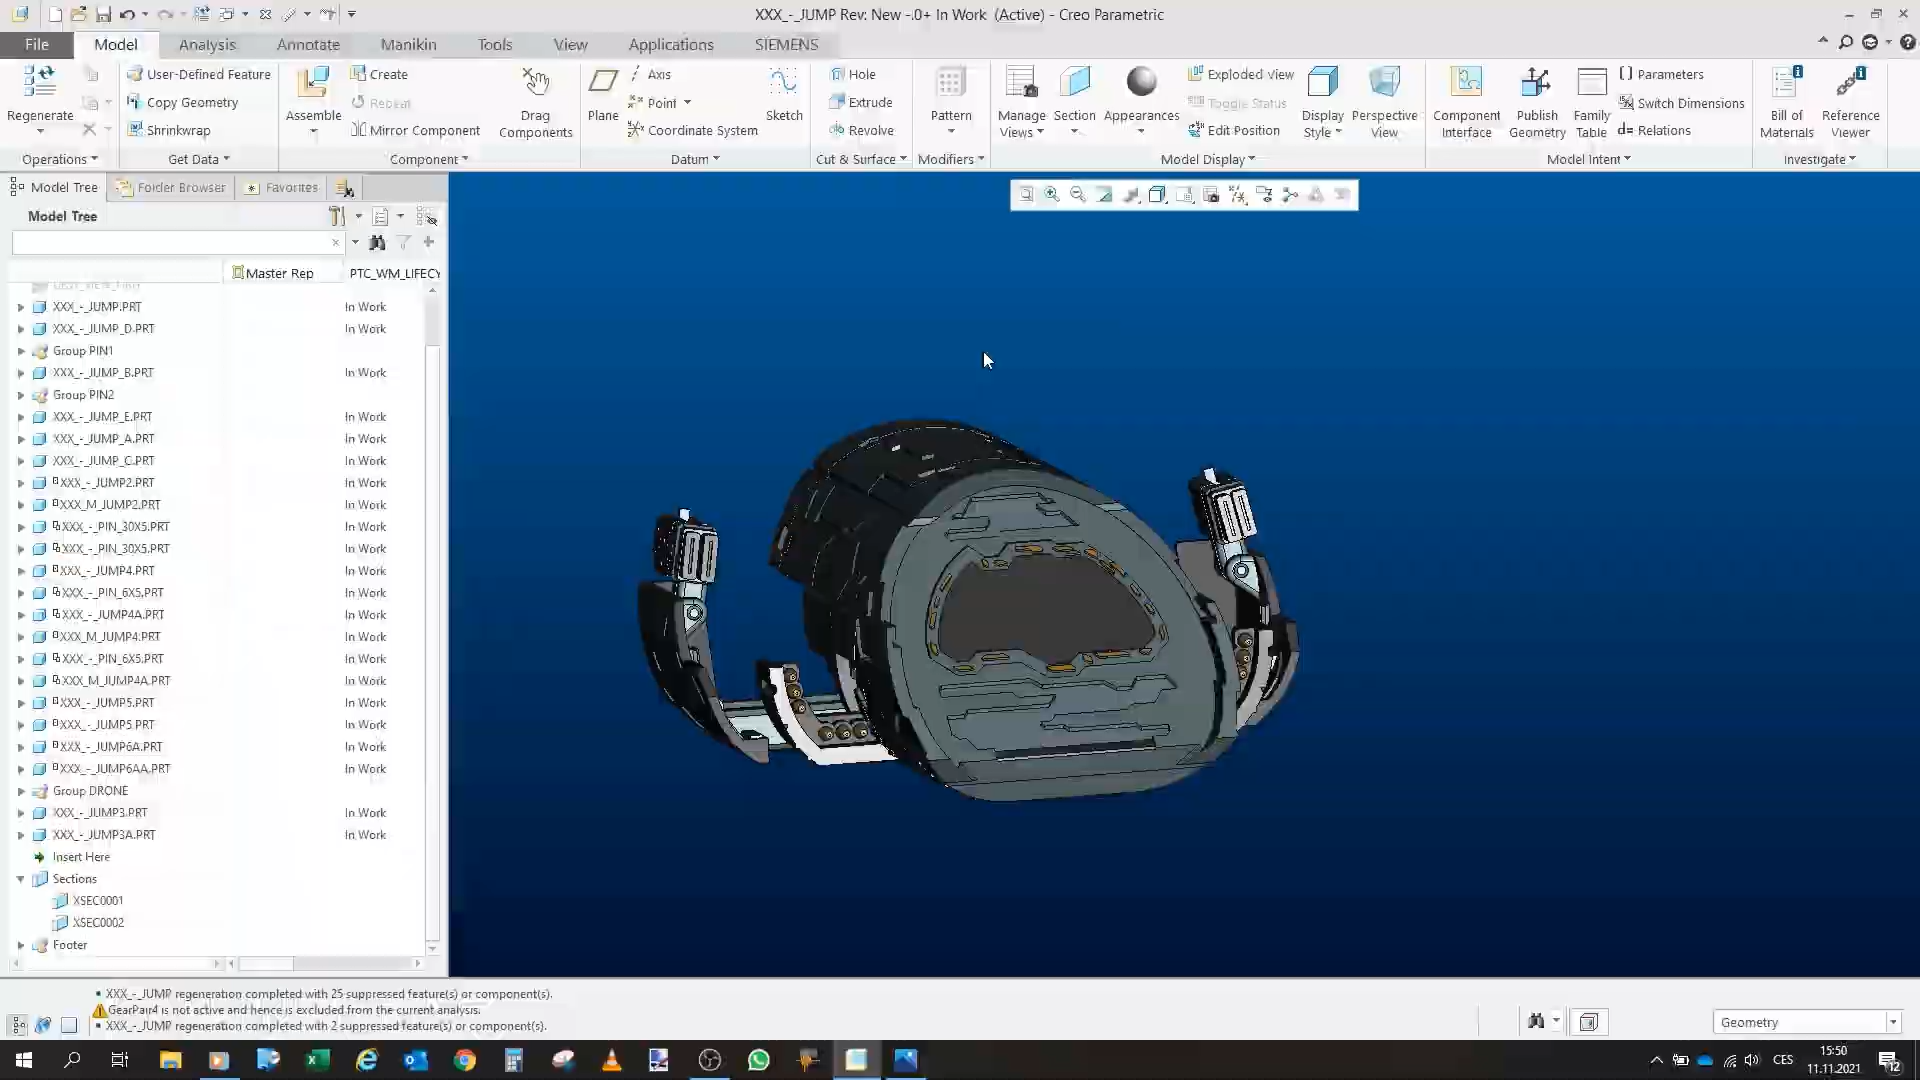 XXX_-_JUMP Rev: New -.0+ In Work (Active) - Creo Parametric
File Model Analysis Annotate Manikin Tools View Applications SIEMENS
Regenerate
Operations
User-Defined Feature
Copy Geometry
Shrinkwrap
Get Data
Assemble
Create
Repeat
Mirror Component
Drag Components
Component
Plane
Axis
Point
Coordinate System
Sketch
Datum
Hole
Extrude
Revolve
Cut & Surface
Pattern
Modifiers
Manage Views
Section
Appearances
Exploded View
Toggle Status
Edit Position
Display Style
Perspective View
Model Display
Component Interface
Publish Geometry
Family Table
Parameters
Switch Dimensions
Relations
Model Intent
Bill of Materials
Reference Viewer
Investigate
Model Tree Folder Browser Favorites
Model Tree
Master Rep PTC_WM_LIFECY
XXX_-_JUMP.PRT In Work
XXX_-_JUMP_D.PRT In Work
Group PIN1
XXX_-_JUMP_B.PRT In Work
Group PIN2
XXX_-_JUMP_E.PRT In Work
XXX_-_JUMP_A.PRT In Work
XXX_-_JUMP_C.PRT In Work
XXX_-_JUMP2.PRT In Work
XXX_M_JUMP2.PRT In Work
XXX_-_PIN_30X5.PRT In Work
XXX_-_PIN_30X5.PRT In Work
XXX_-_JUMP4.PRT In Work
XXX_-_PIN_6X5.PRT In Work
XXX_-_JUMP4A.PRT In Work
XXX_M_JUMP4.PRT In Work
XXX_-_PIN_6X5.PRT In Work
XXX_M_JUMP4A.PRT In Work
XXX_-_JUMP5.PRT In Work
XXX_-_JUMP5.PRT In Work
XXX_-_JUMP6A.PRT In Work
XXX_-_JUMP6AA.PRT In Work
Group DRONE
XXX_-_JUMP3.PRT In Work
XXX_-_JUMP3A.PRT In Work
Insert Here
Sections
XSEC0001
XSEC0002
Footer
• XXX_-_JUMP regeneration completed with 25 suppressed feature(s) or component(s).
GearPair4 is not active and hence is excluded from the current analysis.
• XXX_-_JUMP regeneration completed with 2 suppressed feature(s) or component(s).
Geometry
CES
15:50
11.11.2021
12